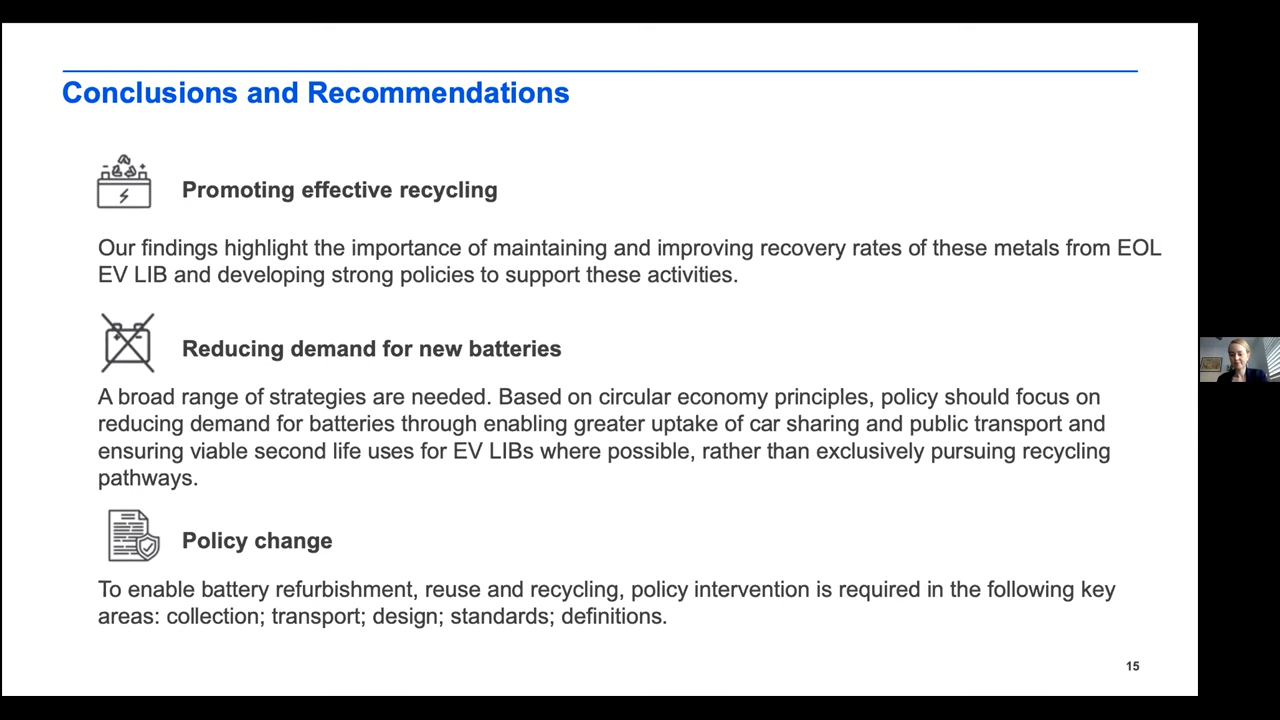 Conclusions and Recommendations
Promoting effective recycling
Our findings highlight the importance of maintaining and improving recovery rates of these metals from EOL
EV LIB and developing strong policies to support these activities.
Reducing demand for new batteries
A broad range of strategies are needed. Based on circular economy principles, policy should focus on
reducing demand for batteries through enabling greater uptake of car sharing and public transport and
ensuring viable second life uses for EV LIBs where possible, rather than exclusively pursuing recycling
pathways.
Policy change
To enable battery refurbishment, reuse and recycling, policy intervention is required in the following key
areas: collection; transport; design; standards; definitions.
15